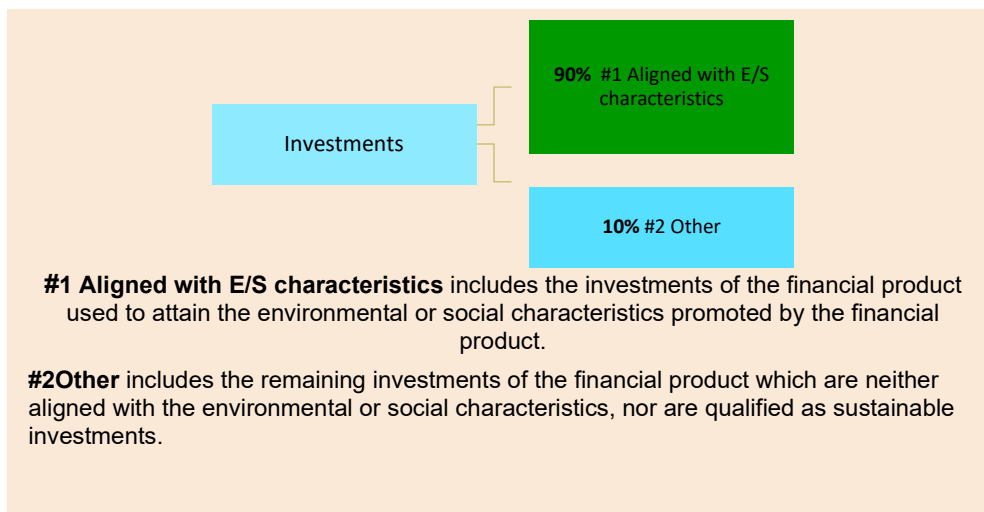 90% #1 Aligned with E/S
characteristics
Investments
10% #2 Other
#1 Aligned with E/S characteristics includes the investments of the financial product
used to attain the environmental or social characteristics promoted by the financial
product.
#2Other includes the remaining investments of the financial product which are neither
aligned with the environmental or social characteristics, nor are qualified as sustainable
investments.